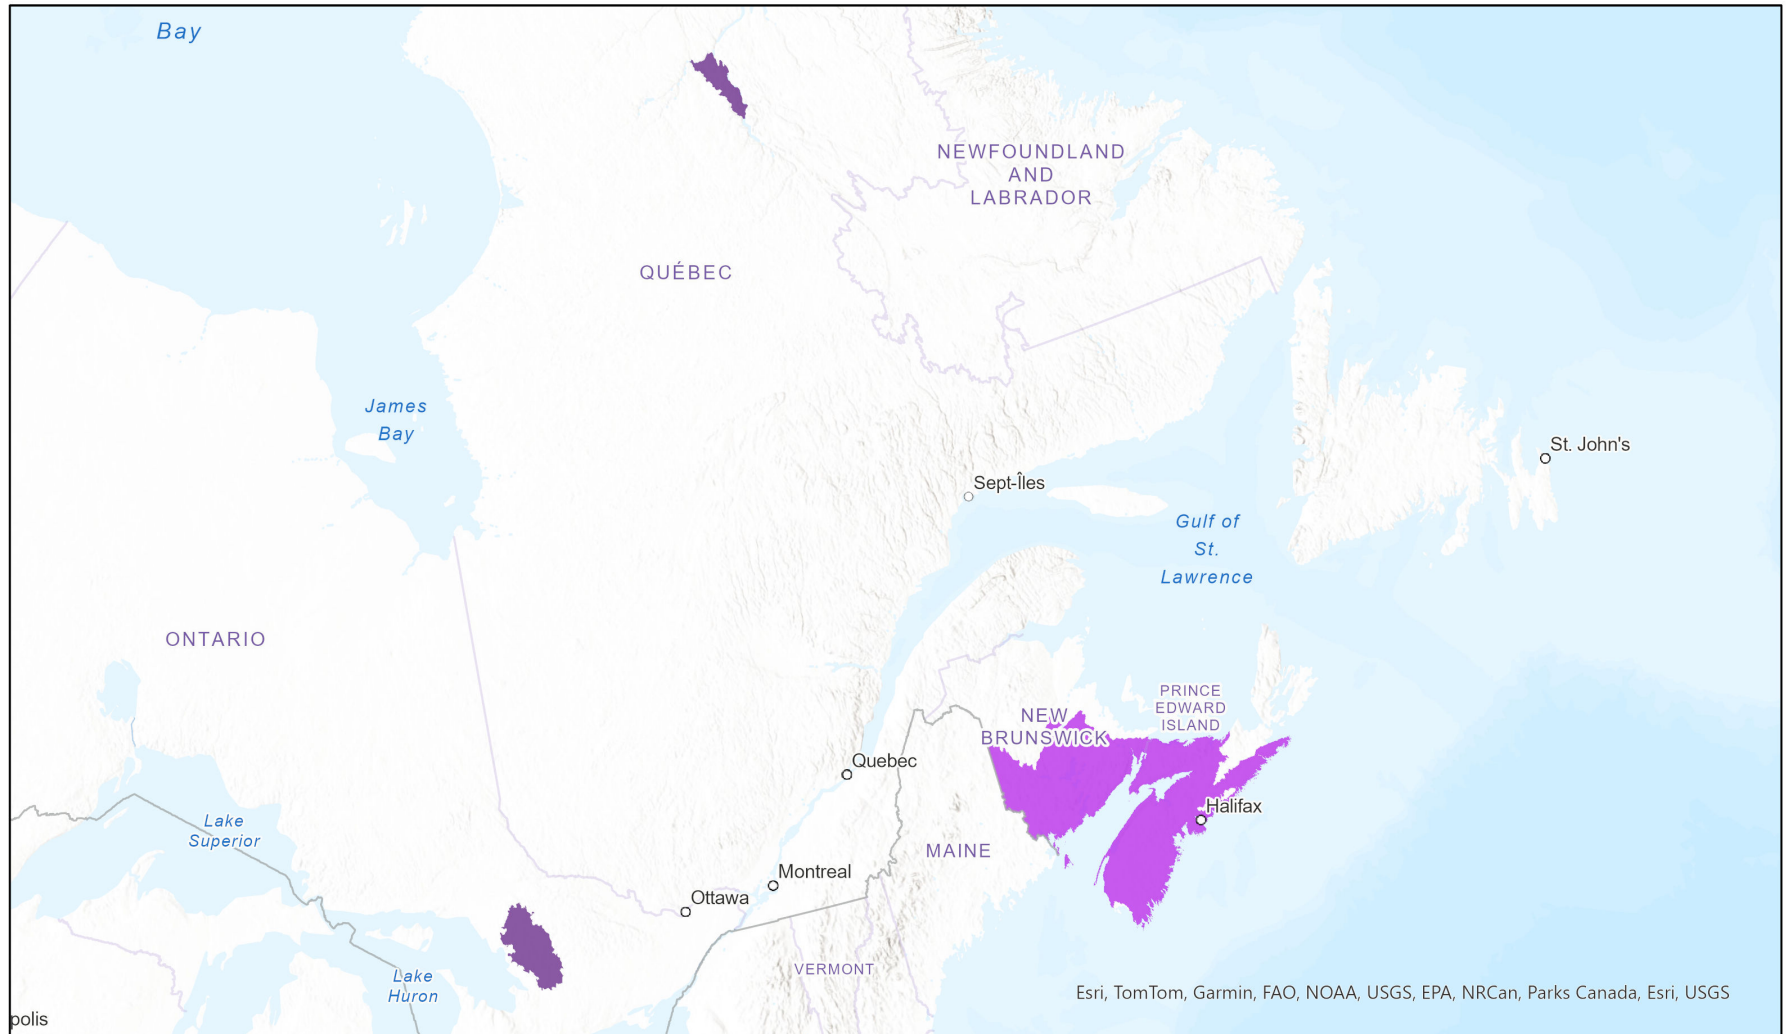 Bay
NEWFOUNDLAND
AND
LABRADOR
QUÉBEC
James
Bay
St. John's
Sept-Îles
Gulf of
St.
Lawrence
ONTARIO
PRINCE
EDWARD
ISLAND
NEW
BRUNSWICK
Quebec
Halifax
Lake
Superior
MAINE
Montreal
Ottawa
VERMONT
Lake
Huron
Esri, TomTom, Garmin, FAO, NOAA, USGS, EPA, NRCan, Parks Canada, Esri, USGS
polis